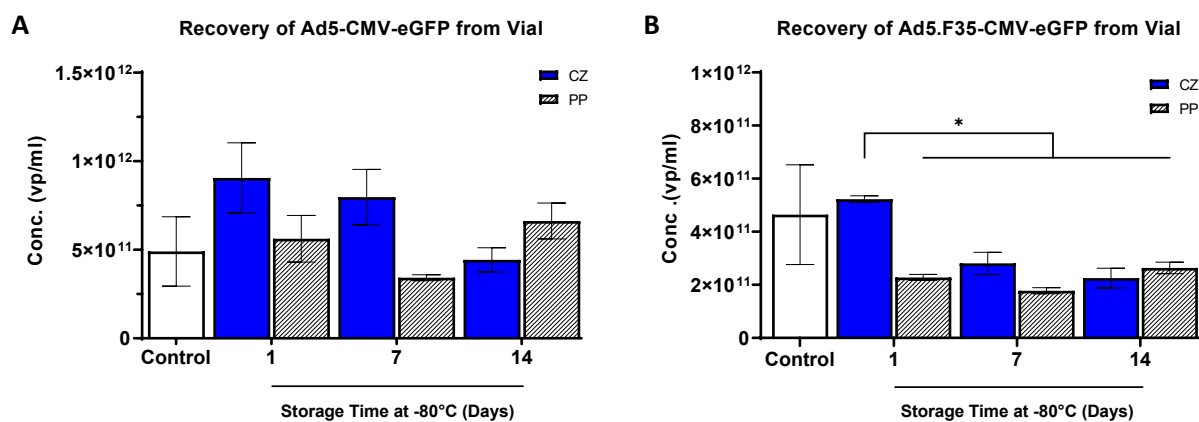 A
Recovery of Ad5-CMV-eGFP from Vial
1.5×10¹²
1×10¹²
5×10¹¹
0
Conc. (vp/ml)
CZ
PP
Control
1
7
14
Storage Time at -80°C (Days)
B
Recovery of Ad5.F35-CMV-eGFP from Vial
1×10¹²
8×10¹¹
6×10¹¹
4×10¹¹
2×10¹¹
0
Conc .(vp/ml)
CZ
PP
*
Control
1
7
14
Storage Time at -80°C (Days)